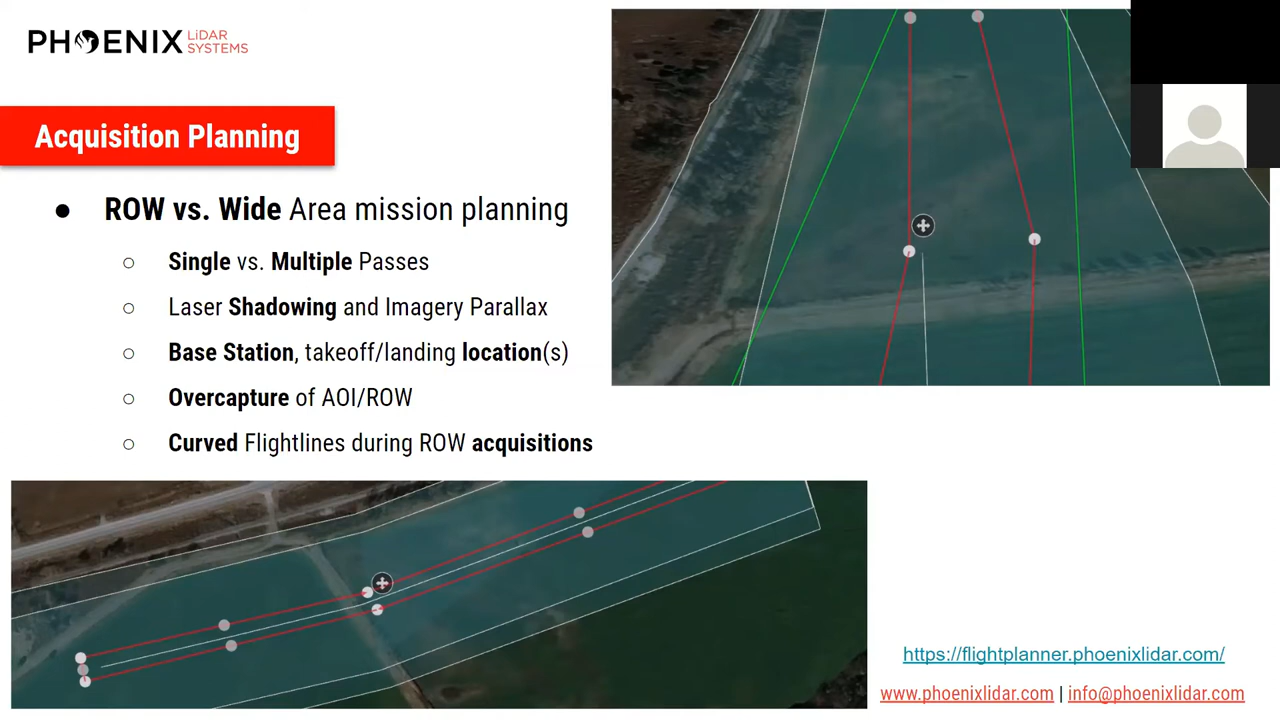 PHOENIX LiDAR SYSTEMS
Acquisition Planning
● ROW vs. Wide Area mission planning
○ Single vs. Multiple Passes
○ Laser Shadowing and Imagery Parallax
○ Base Station, takeoff/landing location(s)
○ Overcapture of AOI/ROW
○ Curved Flightlines during ROW acquisitions
https://flightplanner.phoenixlidar.com/
www.phoenixlidar.com | info@phoenixlidar.com